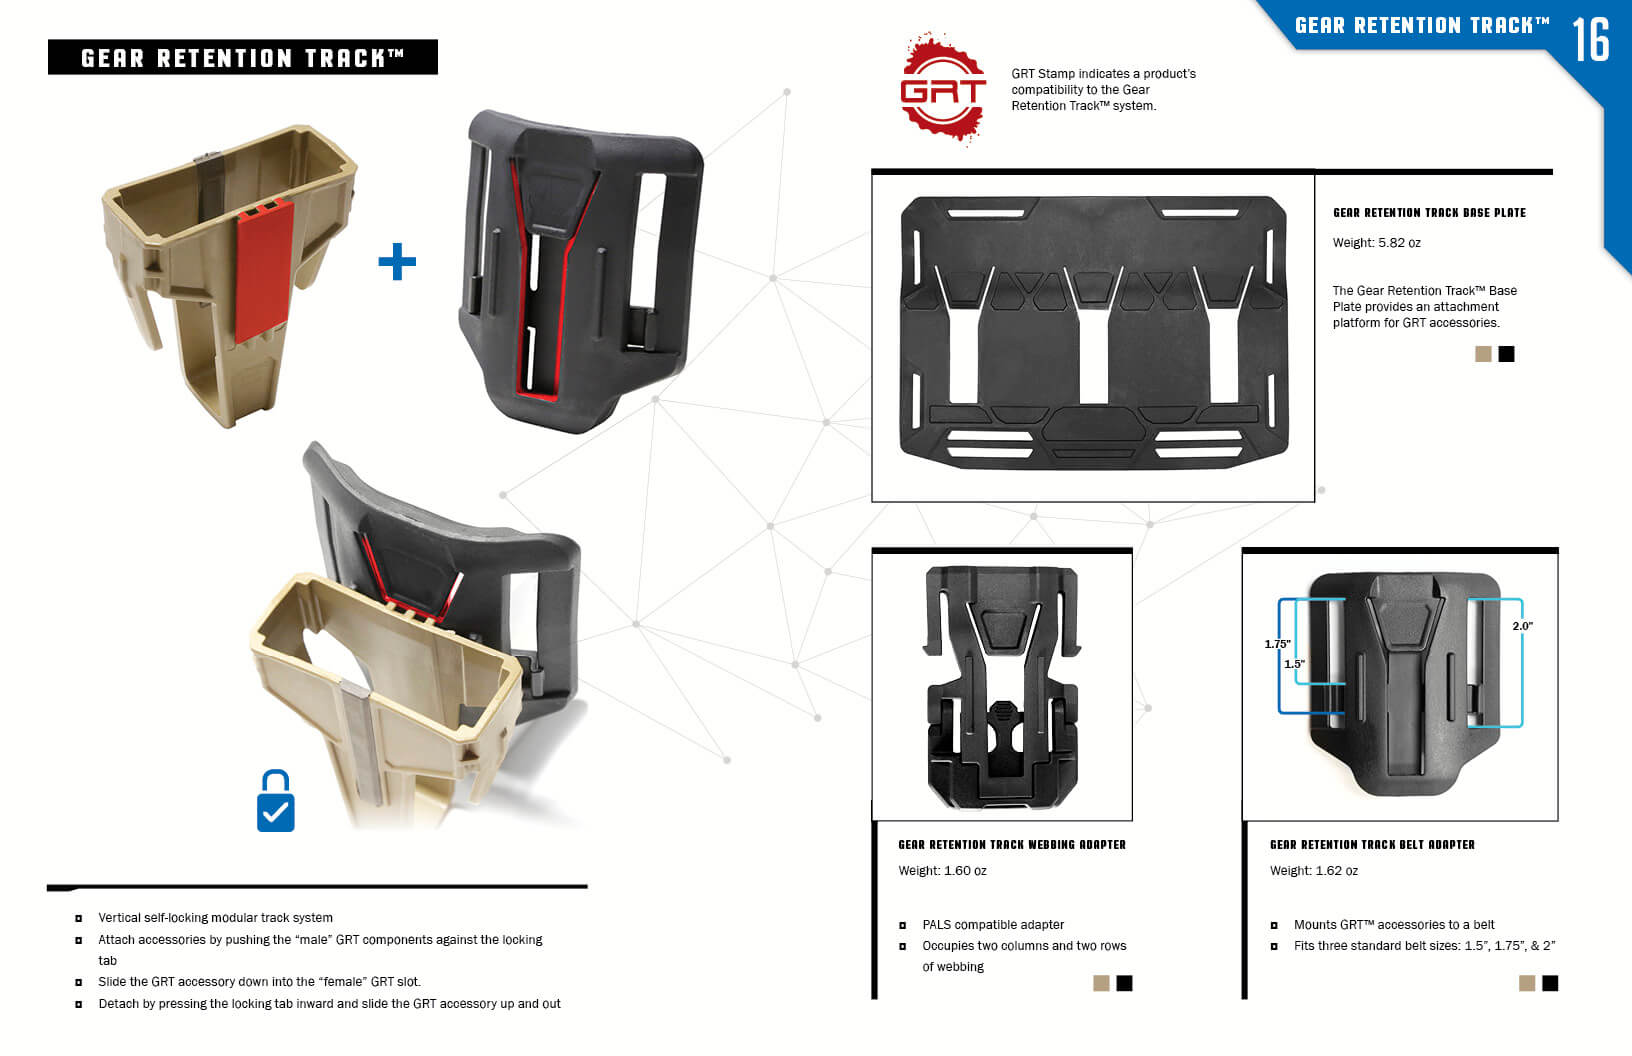 GEAR RETENTION TRACK™
GEAR RETENTION TRACK™ 16
GRT
GRT Stamp indicates a product's
compatibility to the Gear
Retention Track™ system.
GEAR RETENTION TRACK BASE PLATE
Weight: 5.82 oz
The Gear Retention Track™ Base
Plate provides an attachment
platform for GRT accessories.
1.75"
1.5"
2.0"
GEAR RETENTION TRACK WEBBING ADAPTER
Weight: 1.60 oz
PALS compatible adapter
Occupies two columns and two rows
of webbing
GEAR RETENTION TRACK BELT ADAPTER
Weight: 1.62 oz
Mounts GRT™ accessories to a belt
Fits three standard belt sizes: 1.5”, 1.75”, & 2”
Vertical self-locking modular track system
Attach accessories by pushing the “male” GRT components against the locking
tab
Slide the GRT accessory down into the “female” GRT slot.
Detach by pressing the locking tab inward and slide the GRT accessory up and out